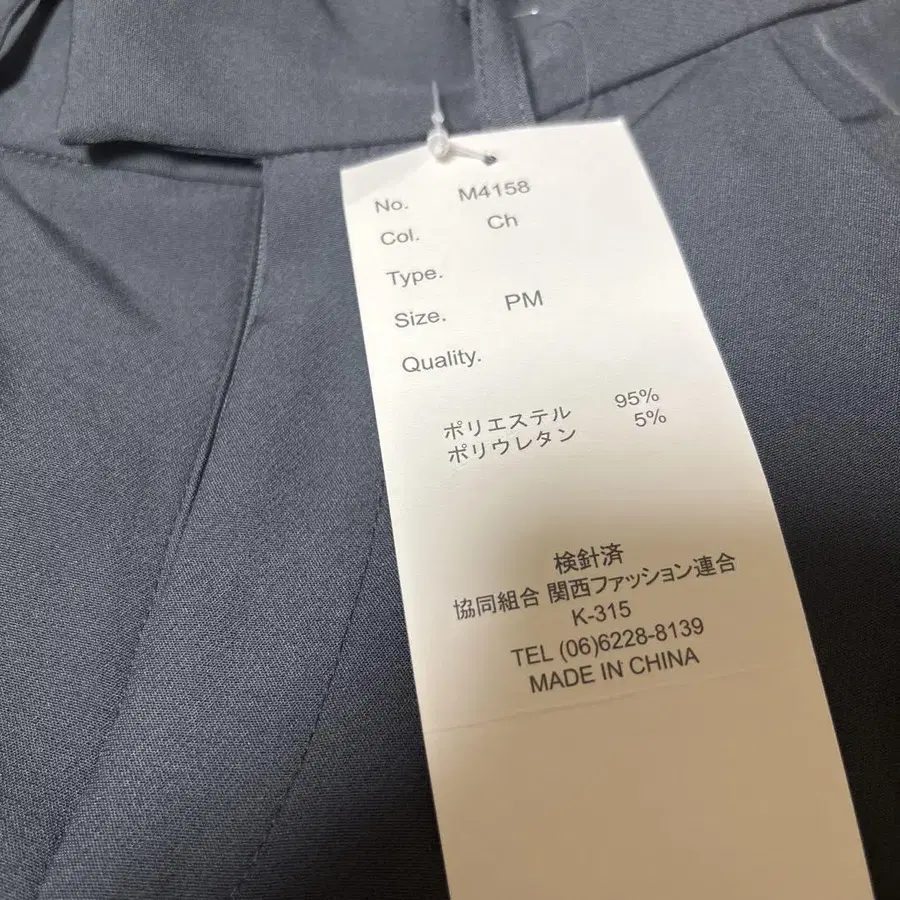 No. M4158
Col. Ch
Type.
Size. PM
Quality.
ポリエステル 95%
ポリウレタン 5%
検針済
協同組合 関西ファッション連合
K-315
TEL (06)6228-8139
MADE IN CHINA